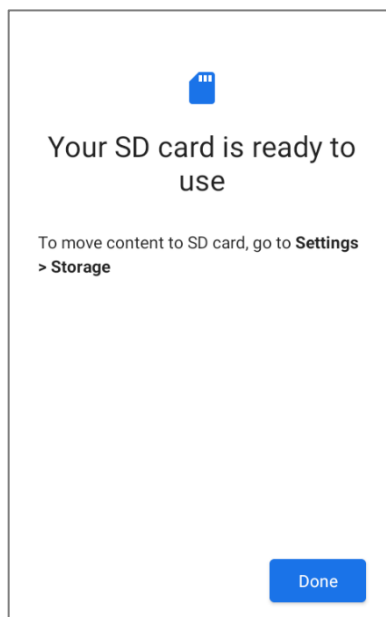 Your SD card is ready to
use
To move content to SD card, go to Settings
> Storage
Done